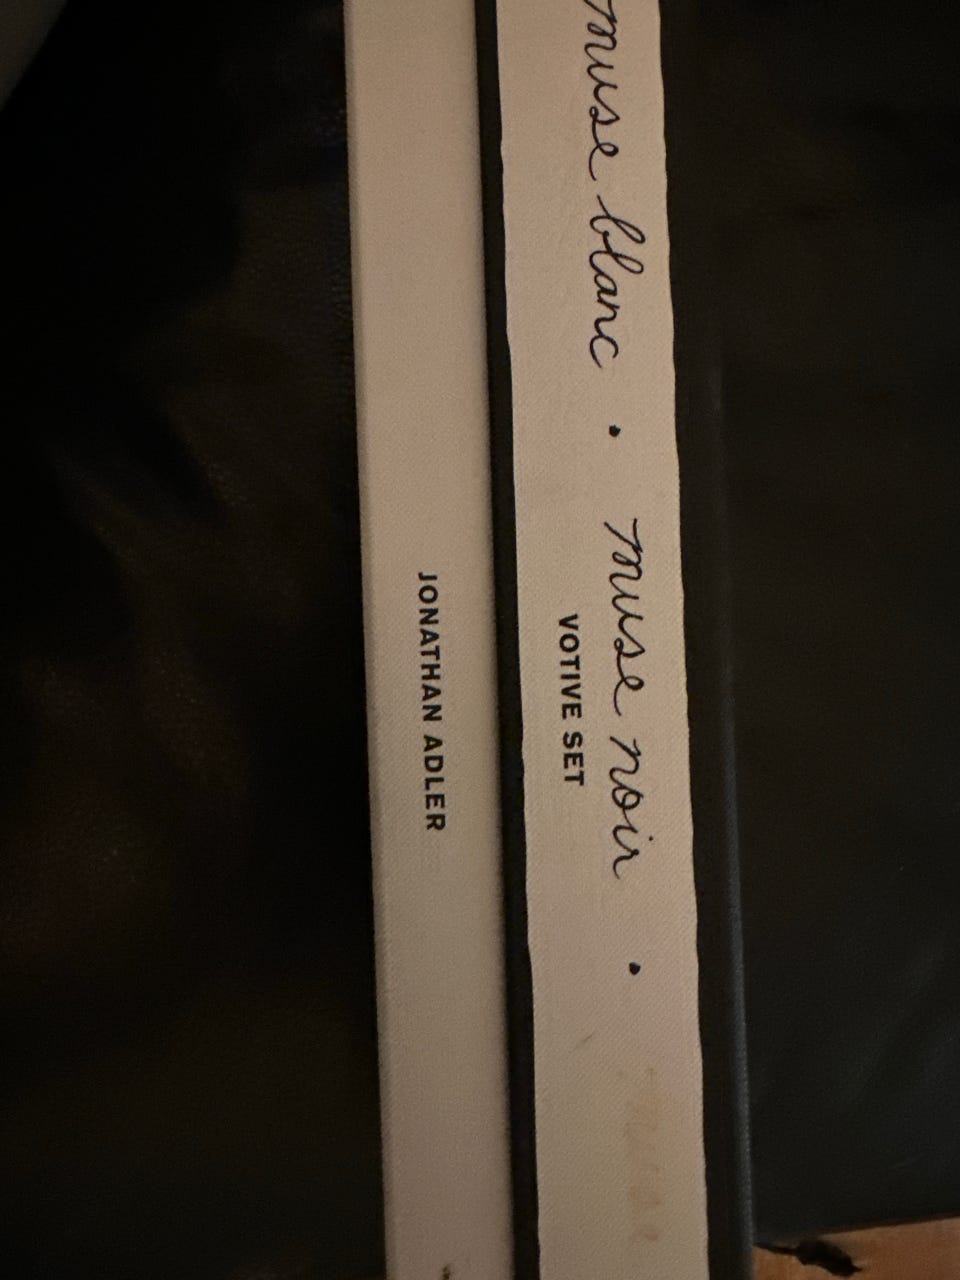 muse blanc • muse noir •
VOTIVE SET
JONATHAN ADLER